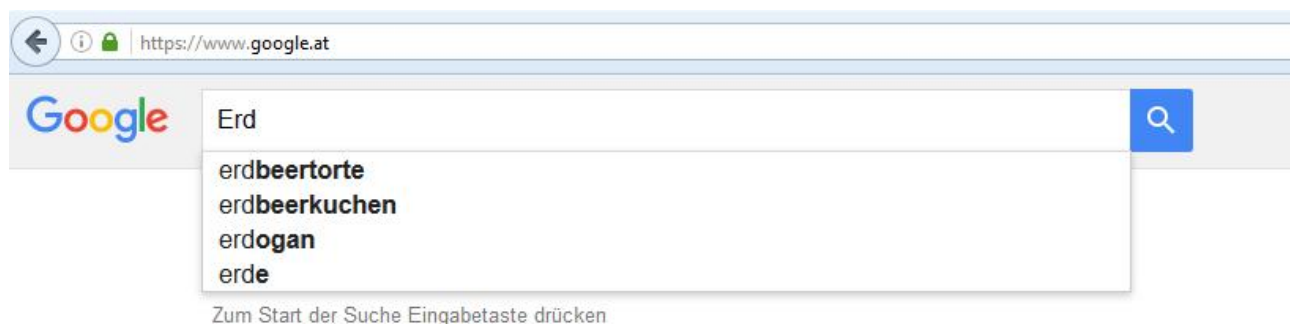 https://www.google.at
Google Erd
erdbeertorte
erdbeerkuchen
erdogan
erde
Zum Start der Suche Eingabetaste drücken